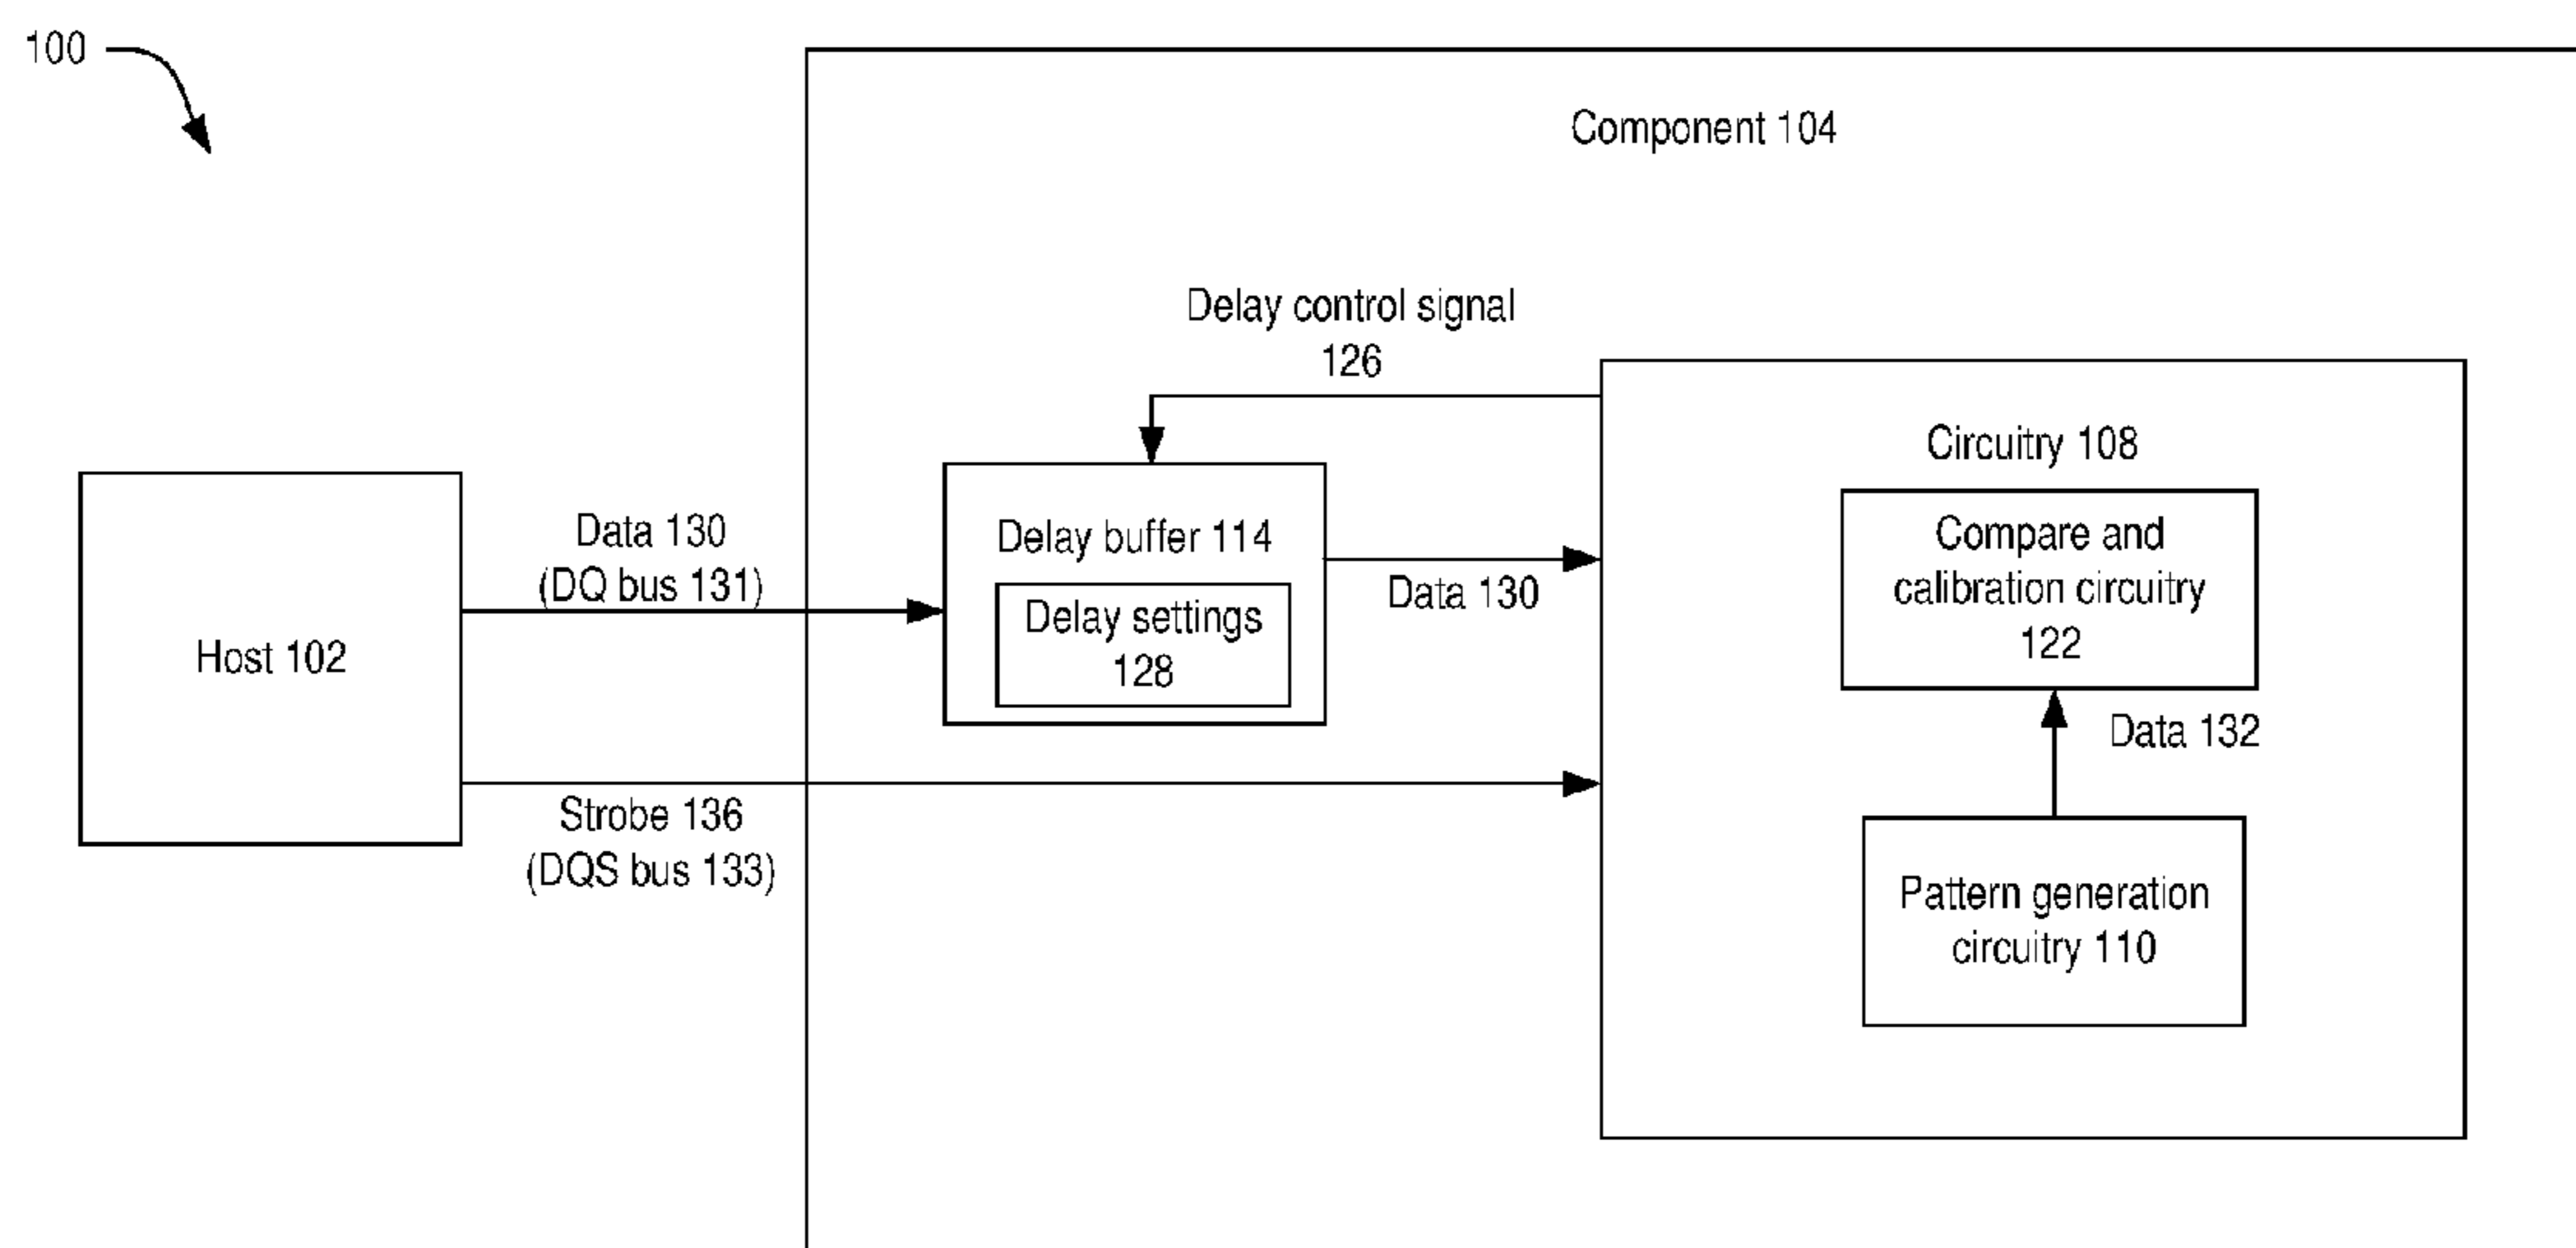 100
Component 104
Delay control signal
126
Circuitry 108
Compare and
calibration circuitry
122
Data 130
(DQ bus 131)
Delay buffer 114
Delay settings
128
Data 130
Host 102
Data 132
Strobe 136
(DQS bus 133)
Pattern generation
circuitry 110